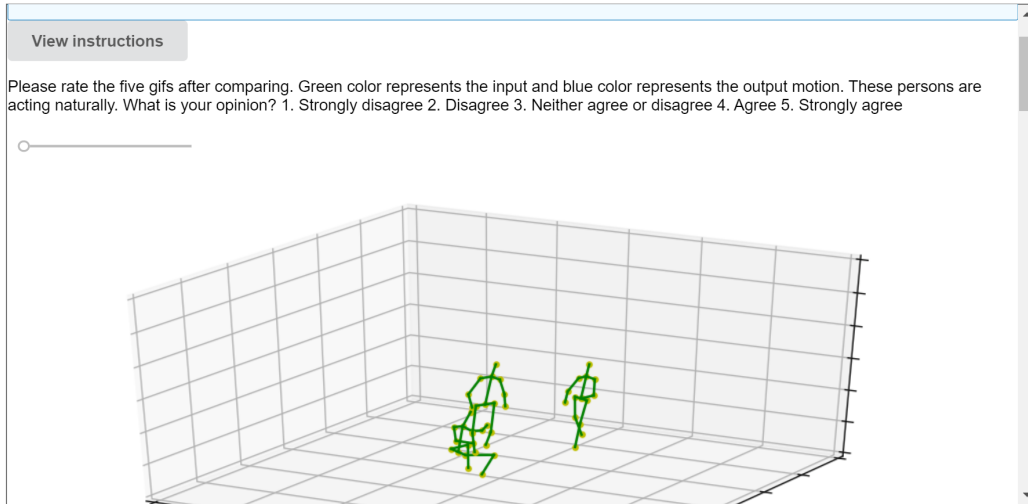 View instructions
Please rate the five gifs after comparing. Green color represents the input and blue color represents the output motion. These persons are
acting naturally. What is your opinion? 1. Strongly disagree 2. Disagree 3. Neither agree or disagree 4. Agree 5. Strongly agree